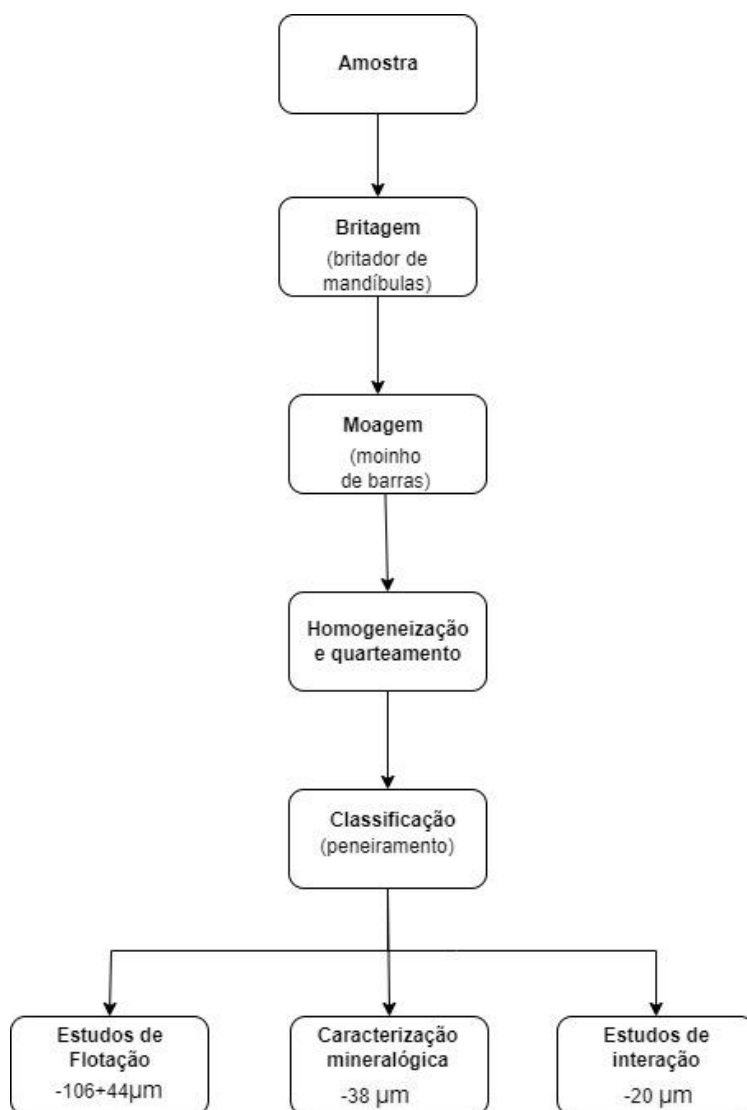 Amostra
Britagem
(britador de
mandíbulas)
Moagem
(moinho
de barras)
Homogeneização
e quarteamento
Classificação
(peneiramento)
Estudos de
Flotação
-106+44μm
Caracterização
mineralógica
-38 μm
Estudos de
interação
-20 μm